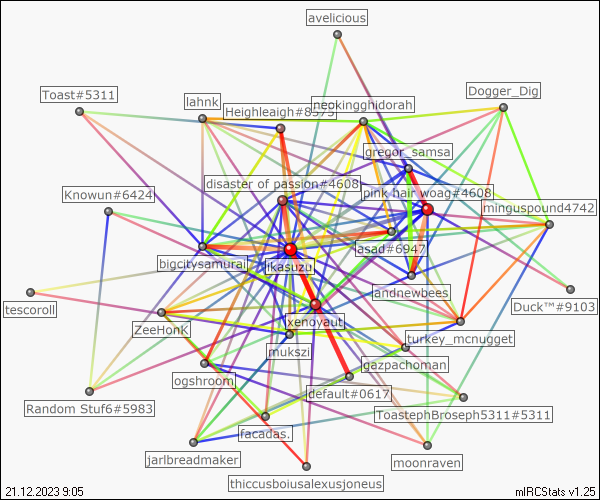 avelicious
Toast#5311
lahnk
Heighleaigh#8575
neokingghidorah
Dogger_Dig
gregor_samsa
Knowun#6424
disaster of passion#4608
pink hair woag#4608
minguspound4742
bigcitysamurai
asad#6947
ikasuzu
tescoroll
landnewbees
Duck™#9103
ZeeHonK
xenoyaut
mukszi
turkey_mcnugget
gazpachoman
ogshroom
default#0617
Random Stuf6#5983
ToastephBroseph5311#5311
facadas.
jarlbreadmaker
moonraven
thiccusboiusalexusjoneus
21.12.2023 9:05
mIRCStats v1.25